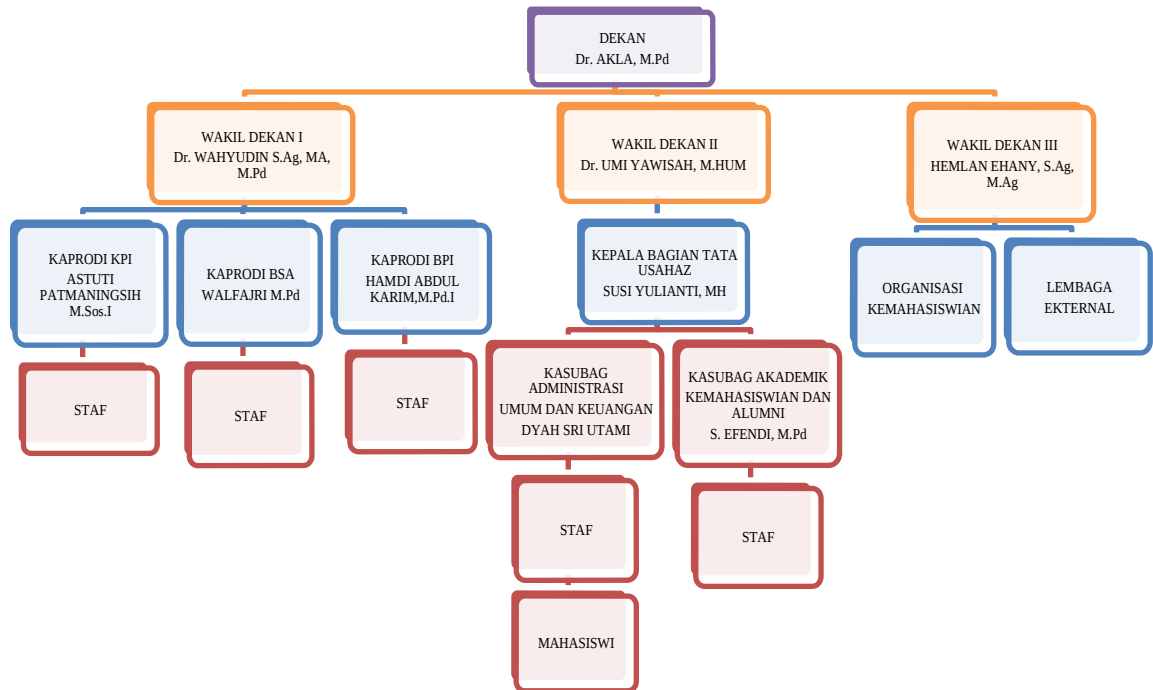 DEKAN
Dr. AKLA, M.Pd
WAKIL DEKAN I
Dr. WAHYUDIN S.Ag, MA,
M.Pd
WAKIL DEKAN II
Dr. UMI YAWISAH, M.HUM
WAKIL DEKAN III
HEMLAN EHANY, S.Ag,
M.Ag
KAPRODI KPI
ASTUTI
PATMANINGSIH
M.Sos.I
KAPRODI BSA
WALFAJRI M.Pd
KAPRODI BPI
HAMDI ABDUL
KARIM,M.Pd.I
KEPALA BAGIAN TATA
USAHAZ
SUSI YULIANTI, MH
ORGANISASI
KEMAHASISWIAN
LEMBAGA
EKTERNAL
STAF
STAF
STAF
KASUBAG
ADMINISTRASI
UMUM DAN KEUANGAN
DYAH SRI UTAMI
KASUBAG AKADEMIK
KEMAHASISWIAN DAN
ALUMNI
S. EFENDI, M.Pd
STAF
STAF
MAHASISWI